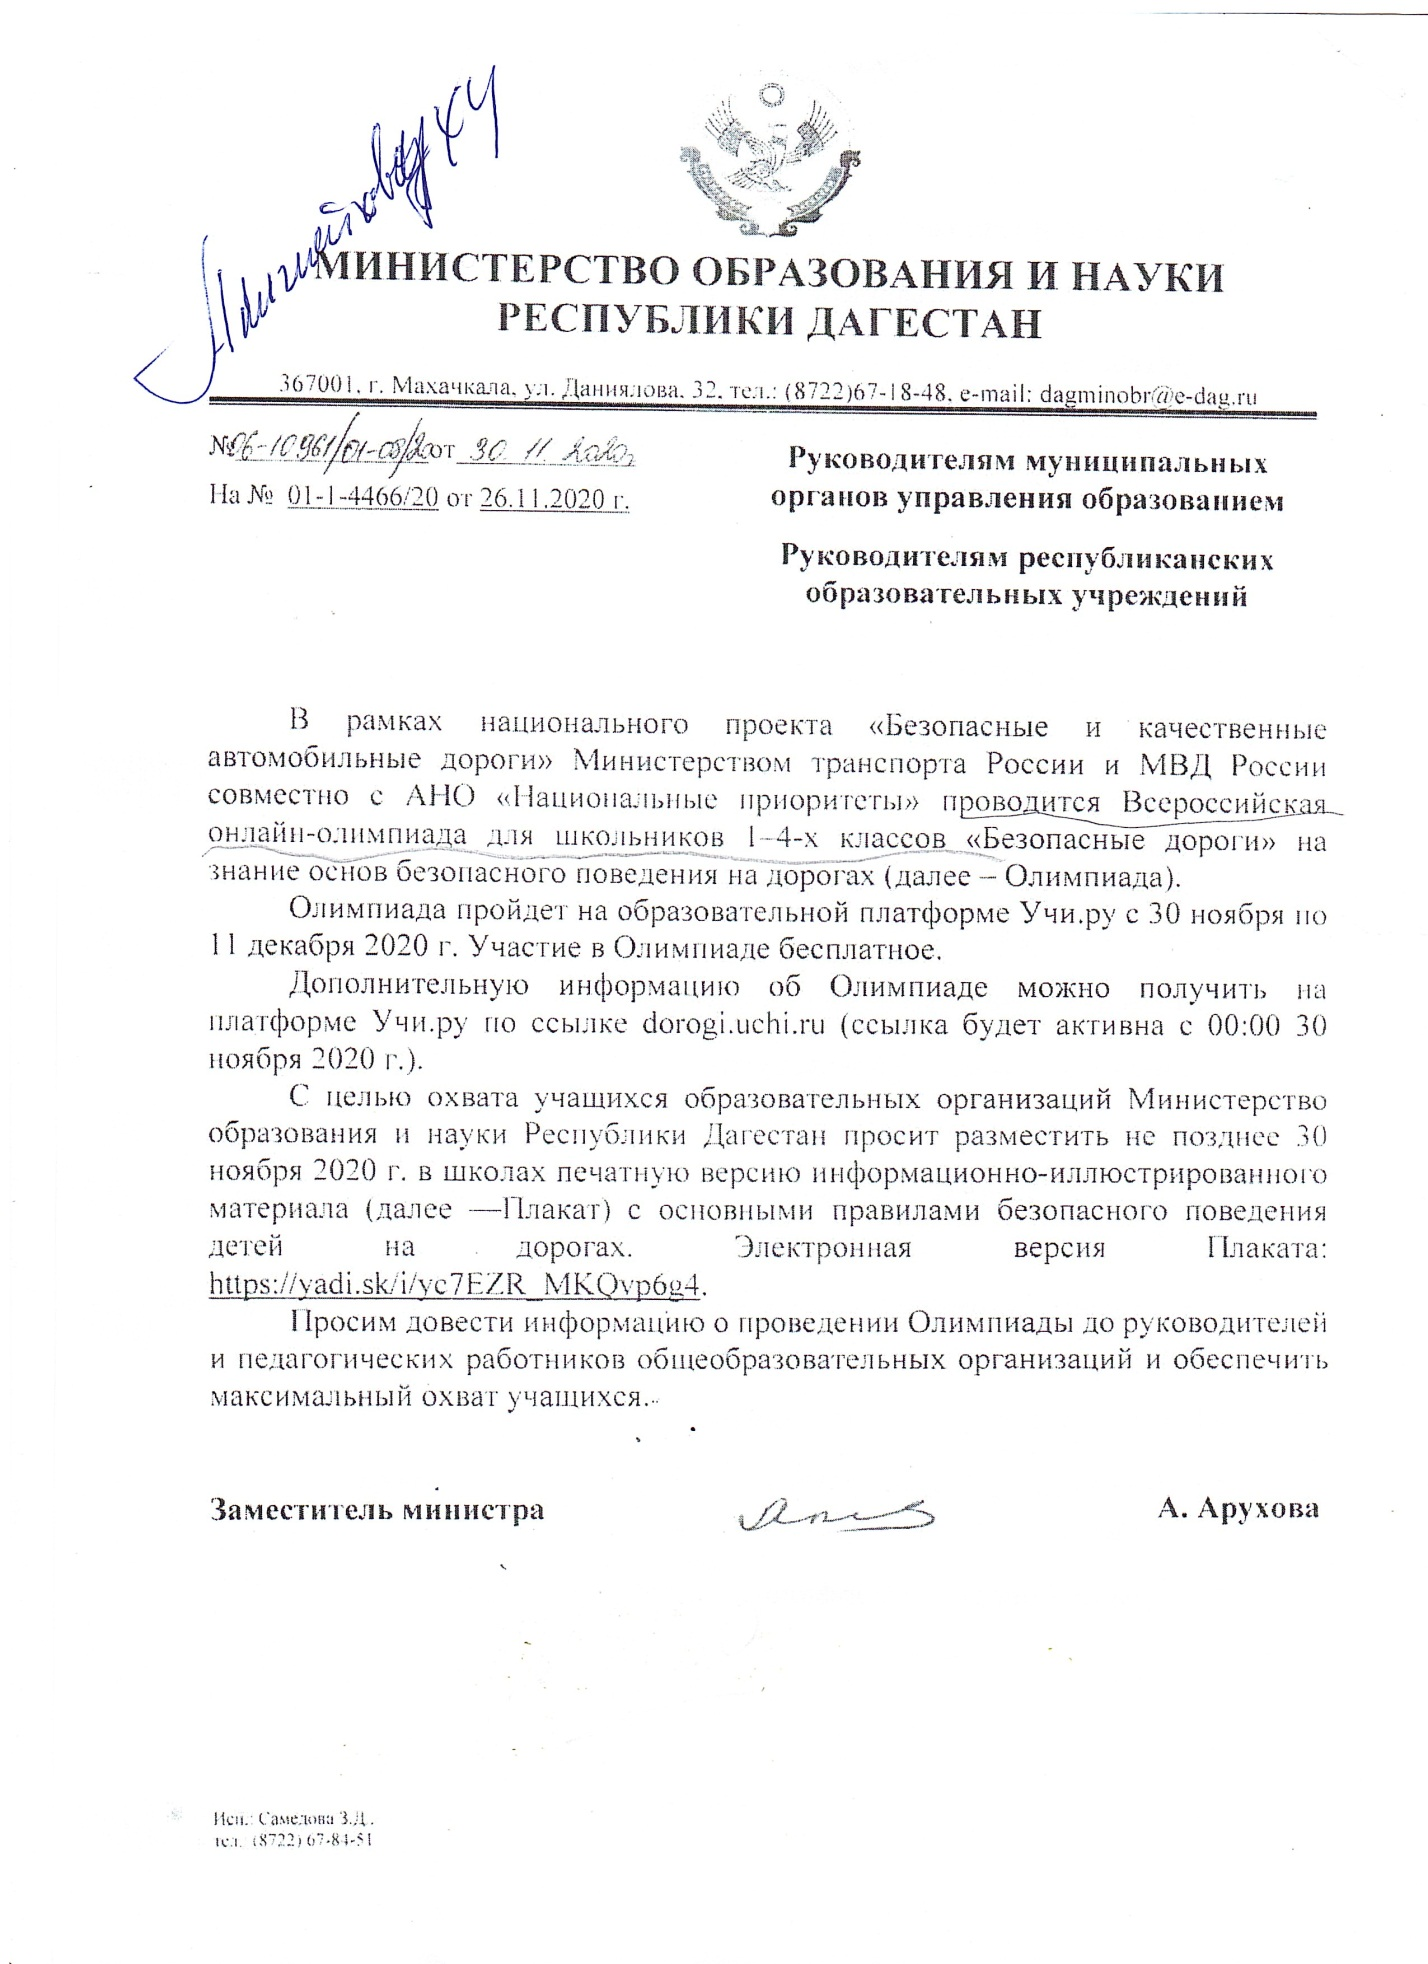 МИНИСТЕРСТВО ОБРАЗОВАНИЯ И НАУКИ
РЕСПУБЛИКИ ДАГЕСТАН
367001, г. Махачкала, ул. Даниялова, 32, тел.: (8722)67-18-48, e-mail: dagminobr@e-dag.ru
№06-10961/01-08/20 от 30. 11. 2020г.
На № 01-1-4466/20 от 26.11.2020 г.
Руководителям муниципальных
органов управления образованием
Руководителям республиканских
образовательных учреждений
В рамках национального проекта «Безопасные и качественные
автомобильные дороги» Министерством транспорта России и МВД России
совместно с АНО «Национальные приоритеты» проводится Всероссийская
онлайн-олимпиада для школьников 1–4-х классов «Безопасные дороги» на
знание основ безопасного поведения на дорогах (далее – Олимпиада).
Олимпиада пройдет на образовательной платформе Учи.ру с 30 ноября по
11 декабря 2020 г. Участие в Олимпиаде бесплатное.
Дополнительную информацию об Олимпиаде можно получить на
платформе Учи.ру по ссылке dorogi.uchi.ru (ссылка будет активна с 00:00 30
ноября 2020 г.).
С целью охвата учащихся образовательных организаций Министерство
образования и науки Республики Дагестан просит разместить не позднее 30
ноября 2020 г. в школах печатную версию информационно-иллюстрированного
материала (далее —Плакат) с основными правилами безопасного поведения
детей на дорогах. Электронная версия Плаката:
https://yadi.sk/i/yc7EZR_MKQvp6g4.
Просим довести информацию о проведении Олимпиады до руководителей
и педагогических работников общеобразовательных организаций и обеспечить
максимальный охват учащихся.
Заместитель министра
А. Арухова
Исп.: Самедова З.Д.
тел. (8722) 67-84-51